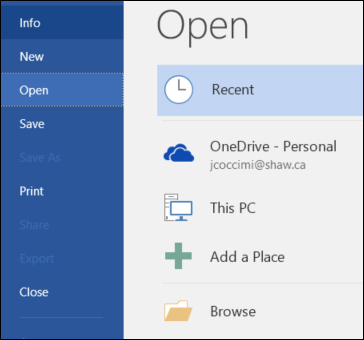 Info
New
Open
Save
Save As
Print
Share
Export
Close
Open
Recent
OneDrive - Personal
jcoccimi@shaw.ca
This PC
Add a Place
Browse